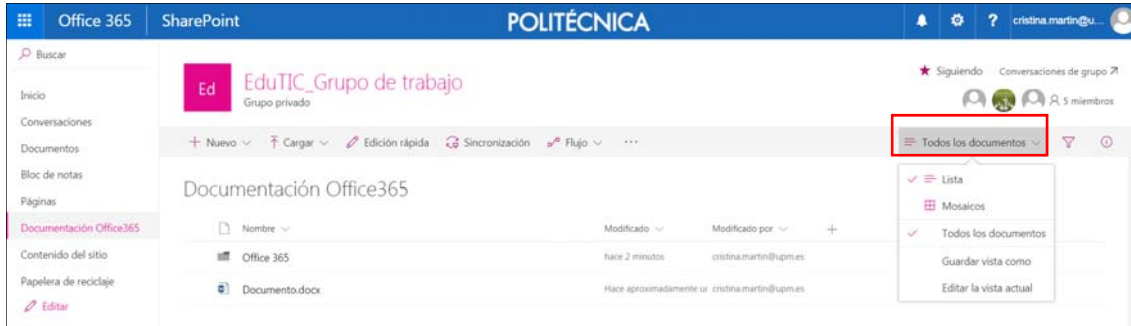 Office 365 SharePoint POLITÉCNICA ? cristina.martin@u...
Buscar
Inicio
Conversaciones
Documentos
Bloc de notas
Páginas
Documentación Office365
Contenido del sitio
Papelera de reciclaje
Editar
Ed
EduTIC_Grupo de trabajo
Grupo privado
Siguiendo Conversaciones de grupo
5 miembros
Nuevo Cargar Edición rápida Sincronización Flujo ...
Todos los documentos
Lista
Mosaicos
Todos los documentos
Guardar vista como
Editar la vista actual
Documentación Office365
Nombre Modificado Modificado por +
Office 365 hace 2 minutos cristina.martin@upm.es
Documento.docx Hace aproximadamente ur cristina.martin@upm.es